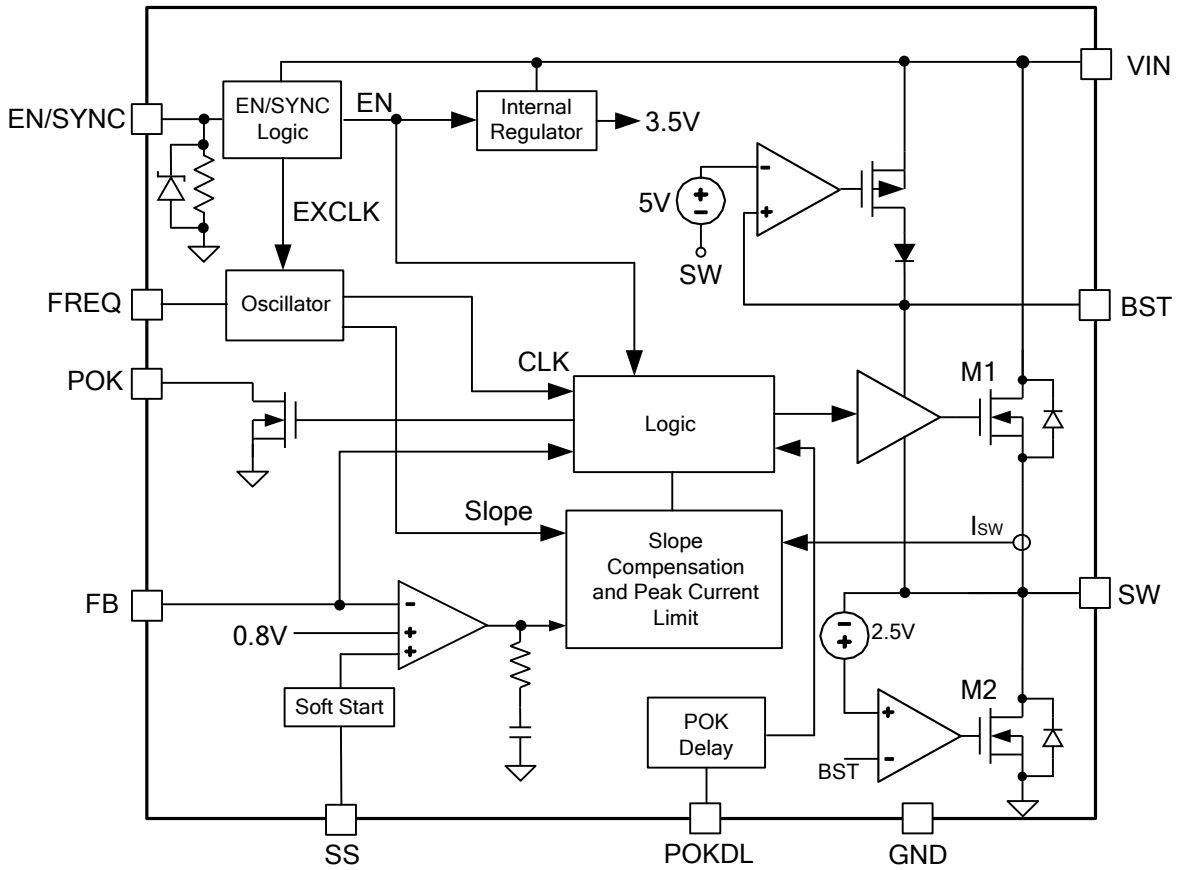 VIN
EN/SYNC
EN/SYNC
Logic
EN
Internal
Regulator
3.5V
5V
SW
EXCLK
FREQ
Oscillator
BST
POK
CLK
M1
Logic
Slope
Slope
Compensation
and Peak Current
Limit
ISW
FB
0.8V
SW
2.5V
Soft Start
POK
Delay
M2
BST
SS
POKDL
GND